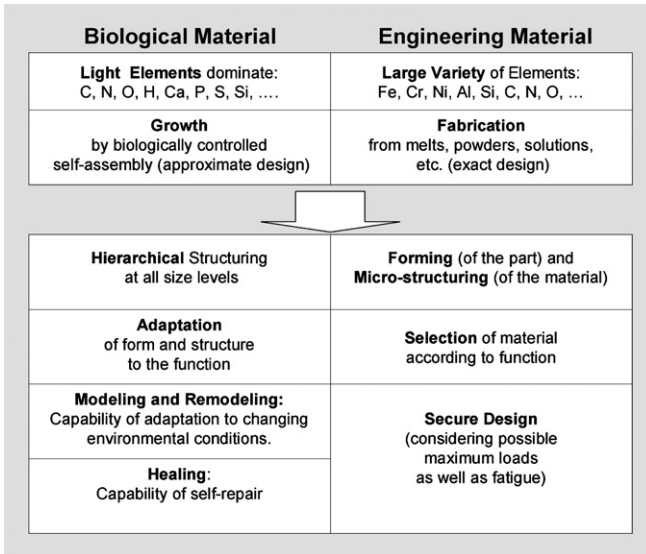 Biological Material
Engineering Material
Light Elements dominate:
C, N, O, H, Ca, P, S, Si, ....
Large Variety of Elements:
Fe, Cr, Ni, Al, Si, C, N, O, ...
Growth
by biologically controlled
self-assembly (approximate design)
Fabrication
from melts, powders, solutions,
etc. (exact design)
Hierarchical Structuring
at all size levels
Forming (of the part) and
Micro-structuring (of the material)
Adaptation
of form and structure
to the function
Selection of material
according to function
Modeling and Remodeling:
Capability of adaptation to changing
environmental conditions.
Healing:
Capability of self-repair
Secure Design
(considering possible
maximum loads
as well as fatigue)